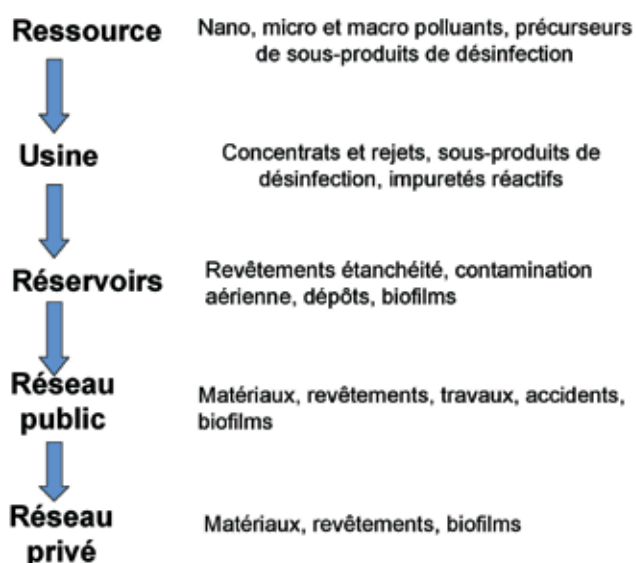 Ressource
Nano, micro et macro polluants, précurseurs
de sous-produits de désinfection
Usine
Concentrats et rejets, sous-produits de
désinfection, impuretés réactifs
Réservoirs
Revêtements étanchéité, contamination
aérienne, dépôts, biofilms
Réseau
public
Matériaux, revêtements, travaux, accidents,
biofilms
Réseau
privé
Matériaux, revêtements, biofilms